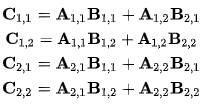 C₁,₁ = A₁,₁B₁,₁ + A₁,₂B₂,₁
C₁,₂ = A₁,₁B₁,₂ + A₁,₂B₂,₂
C₂,₁ = A₂,₁B₁,₁ + A₂,₂B₂,₁
C₂,₂ = A₂,₁B₁,₂ + A₂,₂B₂,₂